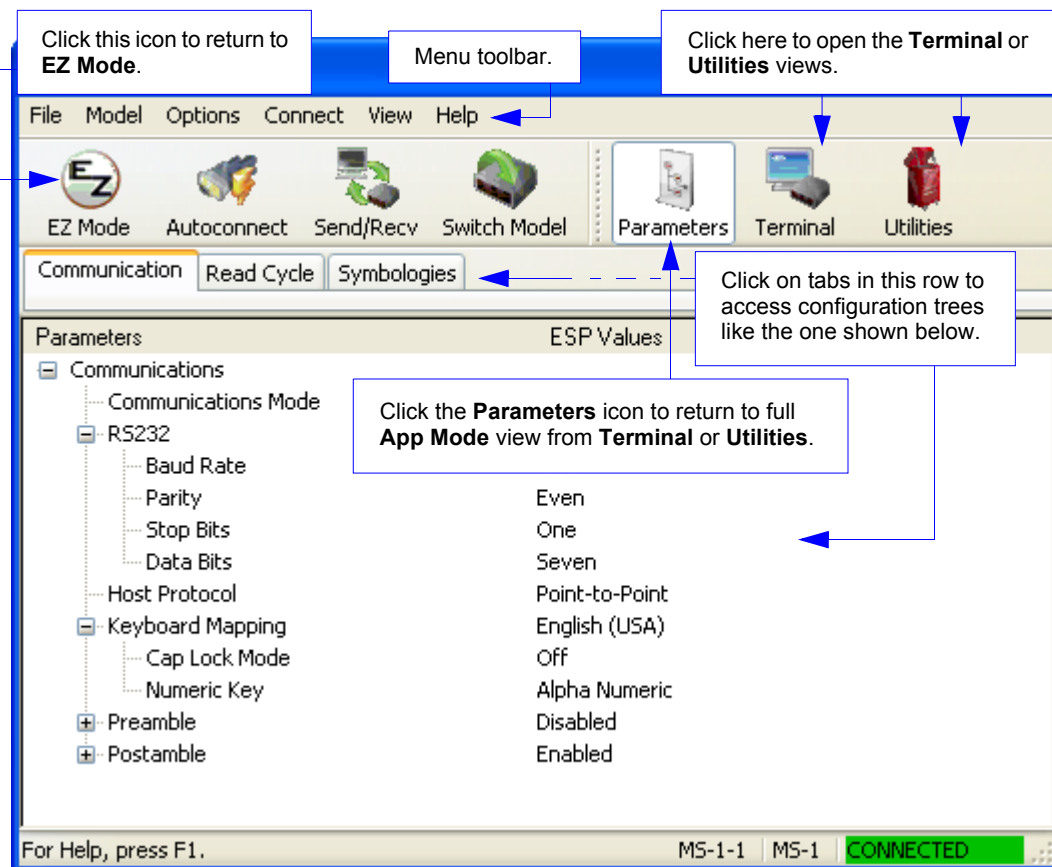 Click this icon to return to
EZ Mode.
Menu toolbar.
Click here to open the Terminal or
Utilities views.
File Model Options Connect View Help
EZ
EZ Mode Autoconnect Send/Recv Switch Model Parameters Terminal Utilities
Communication Read Cycle Symbologies
Click on tabs in this row to
access configuration trees
like the one shown below.
Parameters ESP Values
Communications
Communications Mode
Click the Parameters icon to return to full
App Mode view from Terminal or Utilities.
RS232
Baud Rate
Parity Even
Stop Bits One
Data Bits Seven
Host Protocol Point-to-Point
Keyboard Mapping English (USA)
Cap Lock Mode Off
Numeric Key Alpha Numeric
Preamble Disabled
Postamble Enabled
For Help, press F1. MS-1-1 MS-1 CONNECTED